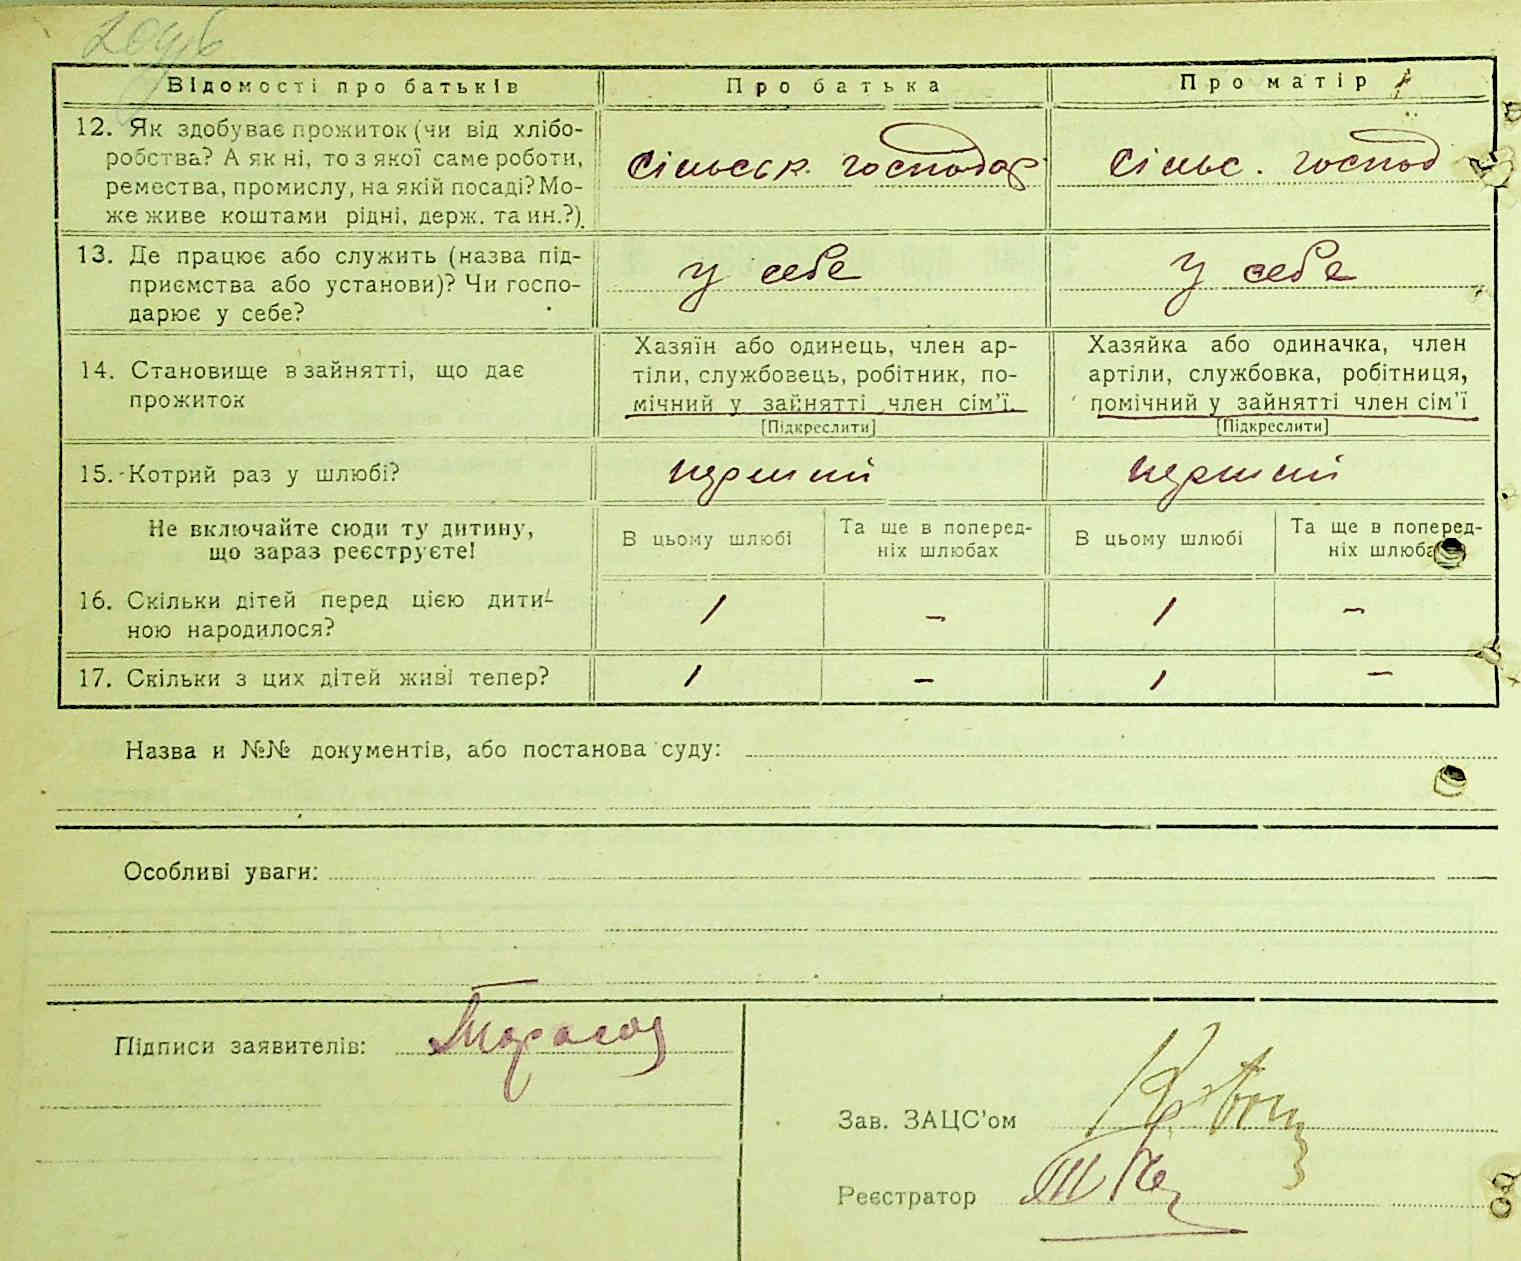 Відомості про батьків
Про батька
Про матір
12. Як здобуває прожиток (чи від хлібо-
робства? А як ні, то з якої саме роботи,
ремества, промислу, на якій посаді? Мо-
же живе коштами рідні, держ. та ин.?)
сільськ. господар
сільс. господ
13. Де працює або служить (назва під-
приємства або установи)? Чи госпо-
дарює у себе?
у себе
у себе
14. Становище в зайнятті, що дає
прожиток
Хазяїн або одинець, член ар-
тіли, службовець, робітник, по-
мічний у зайнятті член сім'ї.
[Підкреслити]
Хазяйка або одиначка, член
артіли, службовка, робітниця,
помічний у зайнятті член сім'ї
[Підкреслити]
15. Котрий раз у шлюбі?
перший
перший
Не включайте сюди ту дитину,
що зараз реєструєте!
В цьому шлюбі
Та ще в поперед-
ніх шлюбах
В цьому шлюбі
Та ще в поперед-
ніх шлюбах
16. Скільки дітей перед цією дити-
ною народилося?
1
–
1
–
17. Скільки з цих дітей живі тепер?
1
–
1
–
Назва и №№ документів, або постанова суду:
Особливі уваги:
Підписи заявителів:
Зав. ЗАЦС'ом
Реєстратор